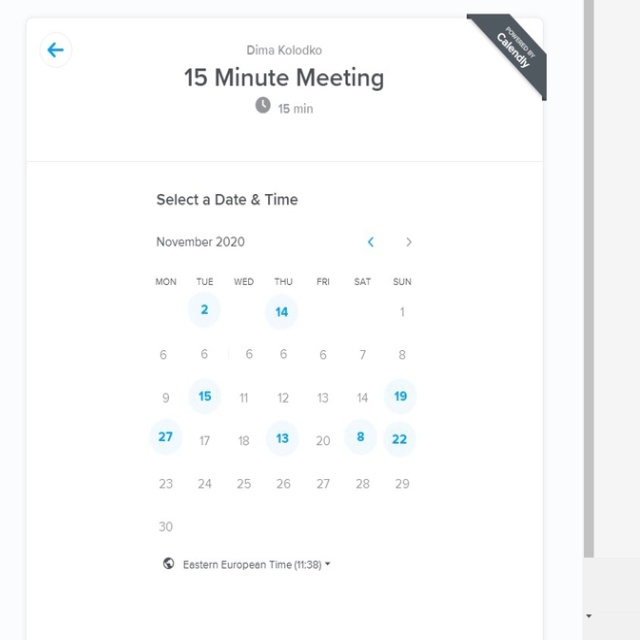 Dima Kolodko
POWERED BY
Calendly
15 Minute Meeting
15 min
Select a Date & Time
November 2020
MON TUE WED THU FRI SAT SUN
2 14 1
6 6 6 6 6 7 8
9 15 11 12 13 14 19
27 17 18 13 20 8 22
23 24 25 26 27 28 29
30
Eastern European Time (11:38)